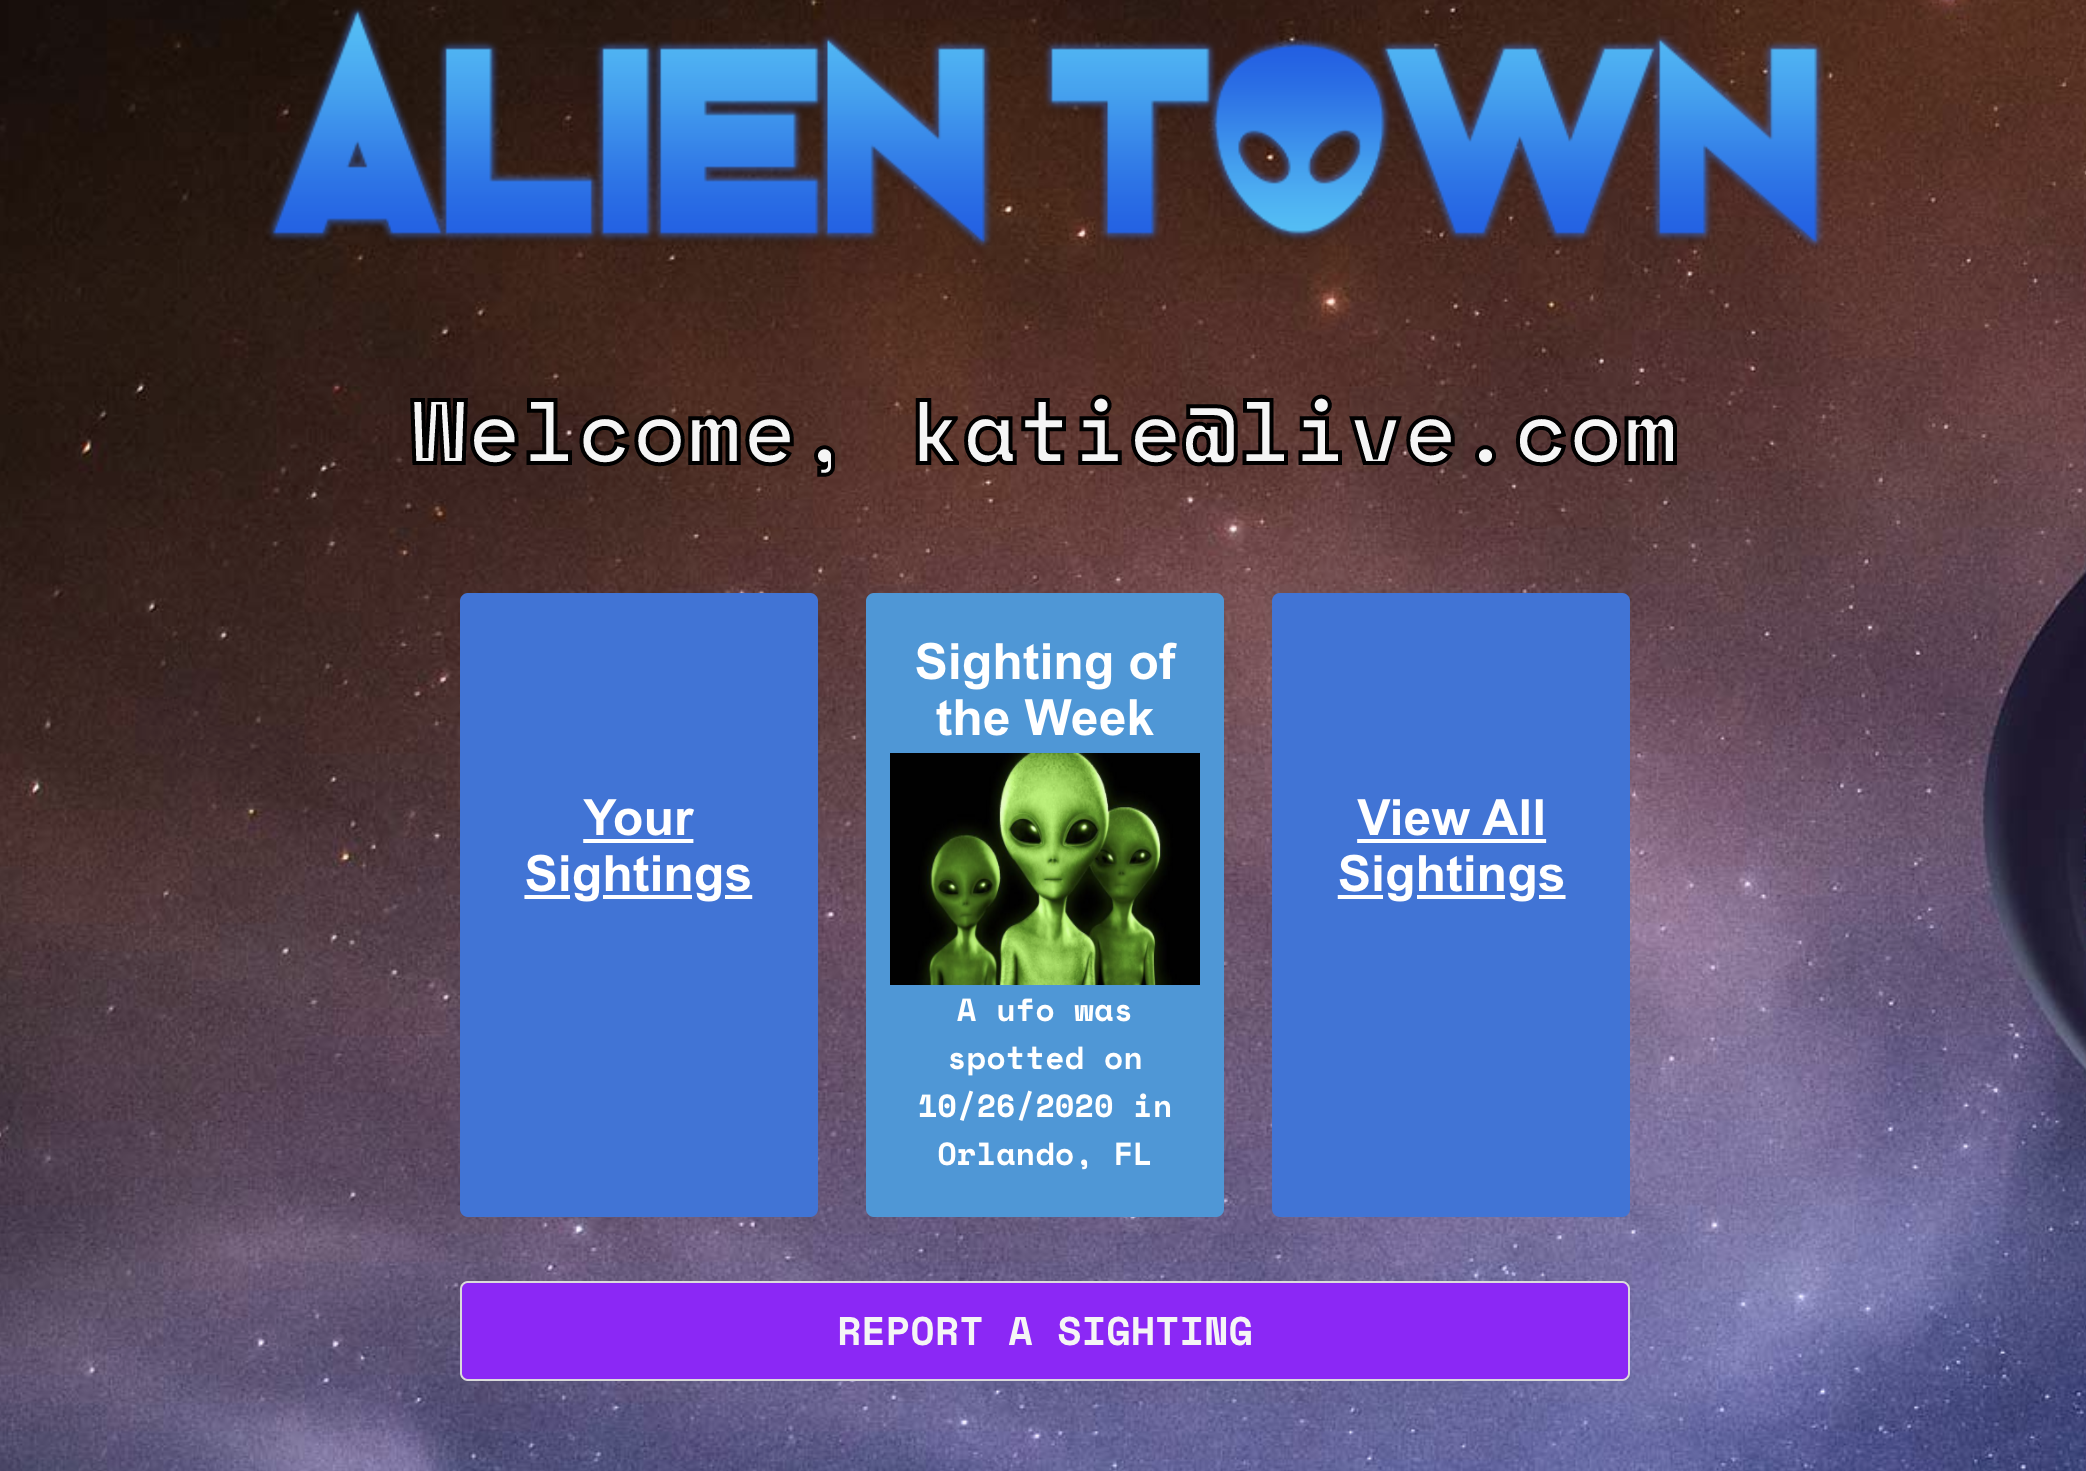 ALIEN TOWN
Welcome, katie@live.com
Sighting of
the Week
Your
Sightings
View All
Sightings
A ufo was
spotted on
10/26/2020 in
Orlando, FL
REPORT A SIGHTING